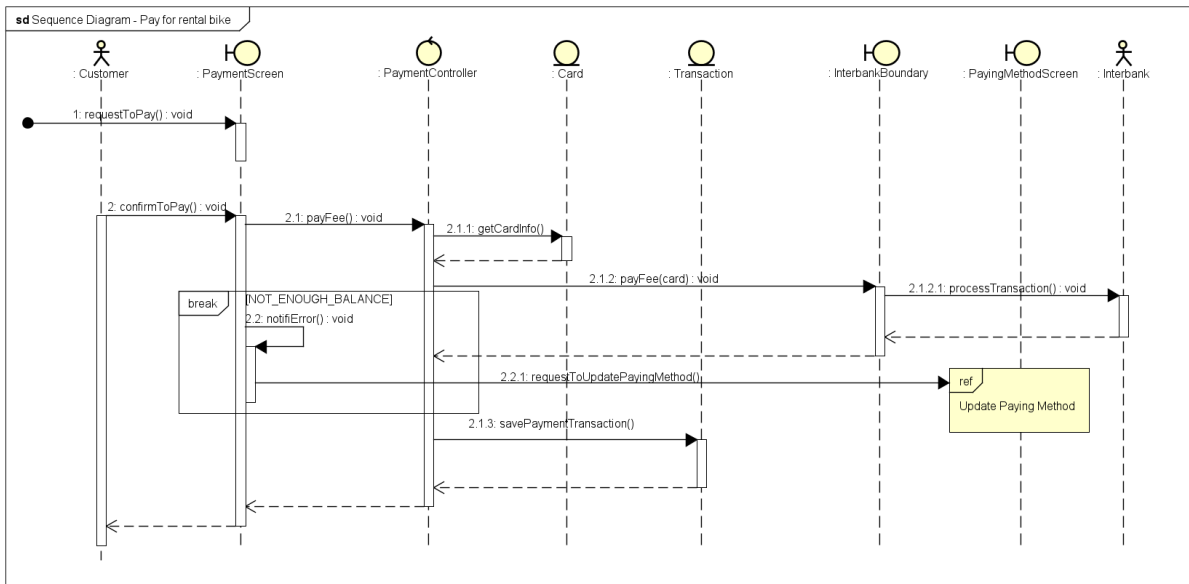 sd Sequence Diagram - Pay for rental bike
: Customer
: PaymentScreen
: PaymentController
: Card
: Transaction
: InterbankBoundary
: PayingMethodScreen
: Interbank
1: requestToPay() : void
2: confirmToPay() : void
2.1: payFee() : void
2.1.1: getCardInfo()
2.1.2: payFee(card) : void
2.1.2.1: processTransaction() : void
break
[NOT_ENOUGH_BALANCE]
2.2: notifiError() : void
2.2.1: requestToUpdatePayingMethod()
ref
Update Paying Method
2.1.3: savePaymentTransaction()